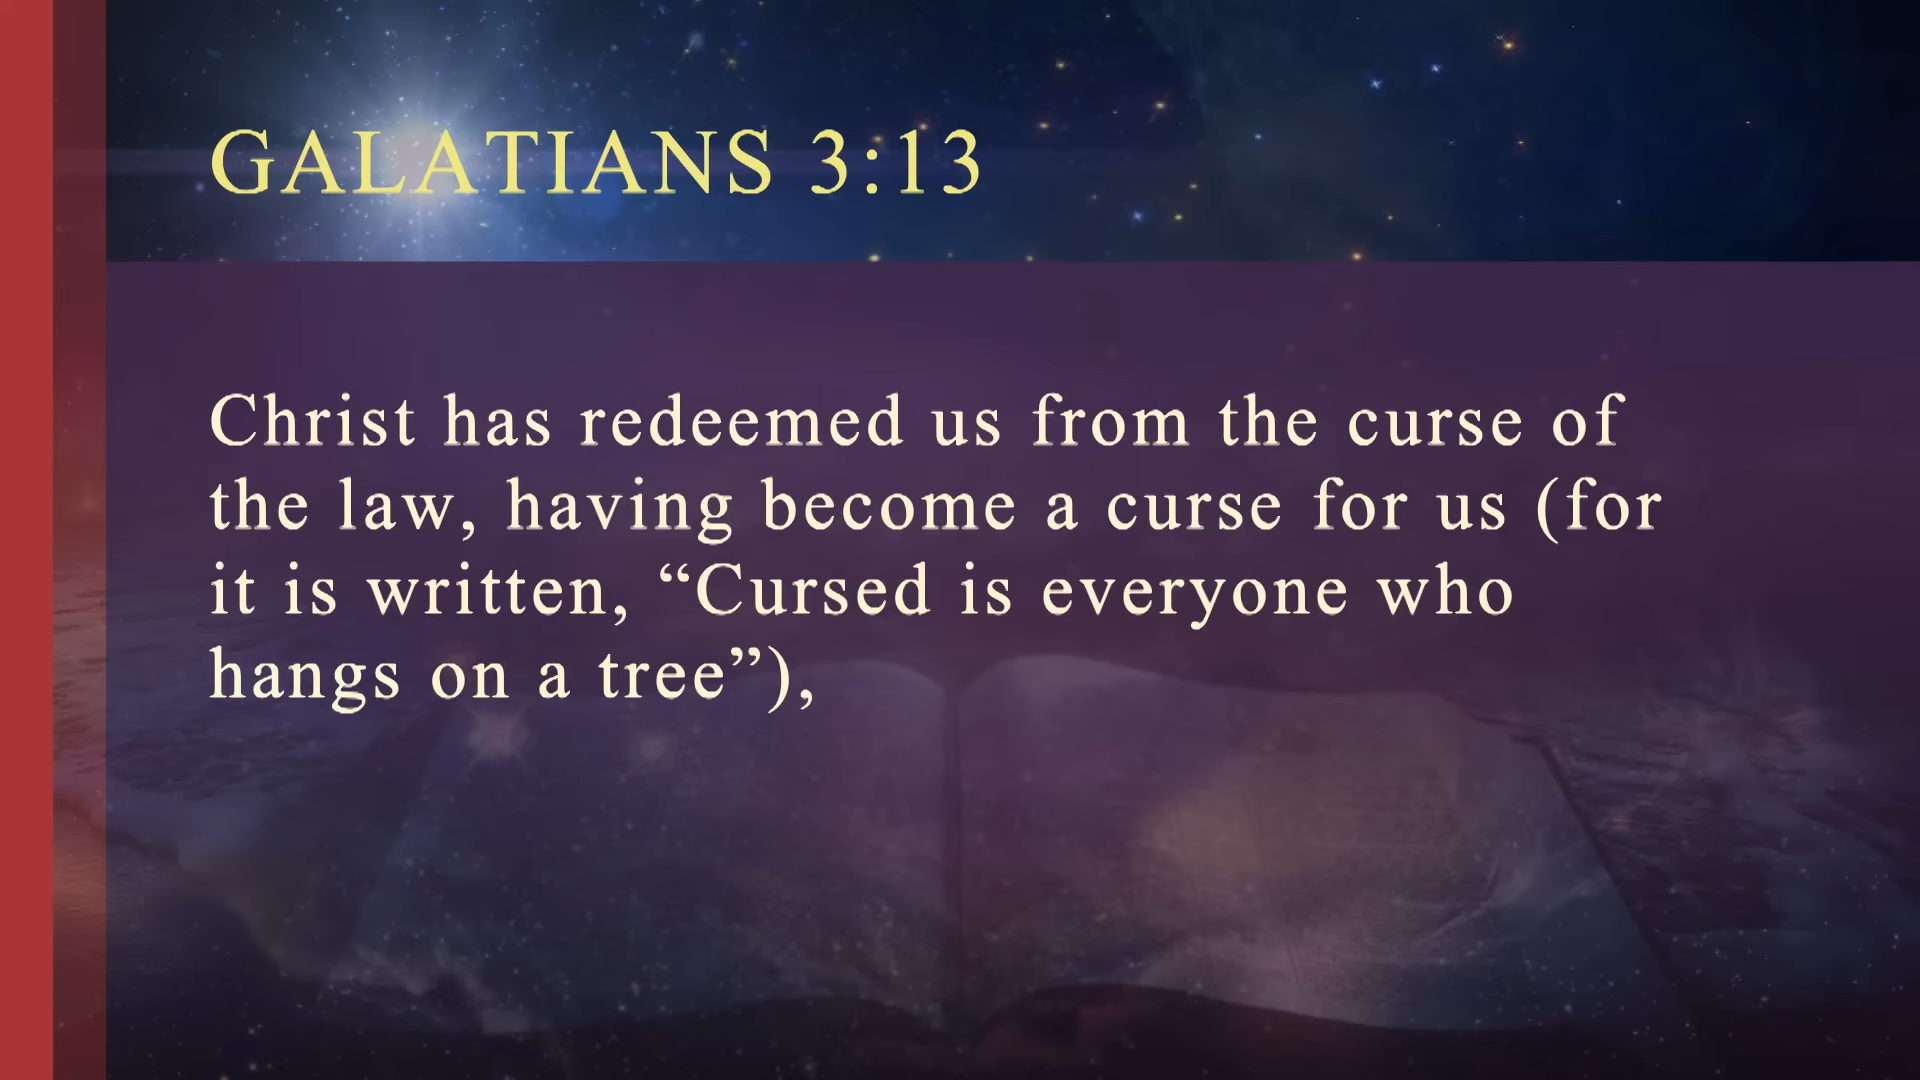 GALATIANS 3:13
Christ has redeemed us from the curse of
the law, having become a curse for us (for
it is written, “Cursed is everyone who
hangs on a tree”),